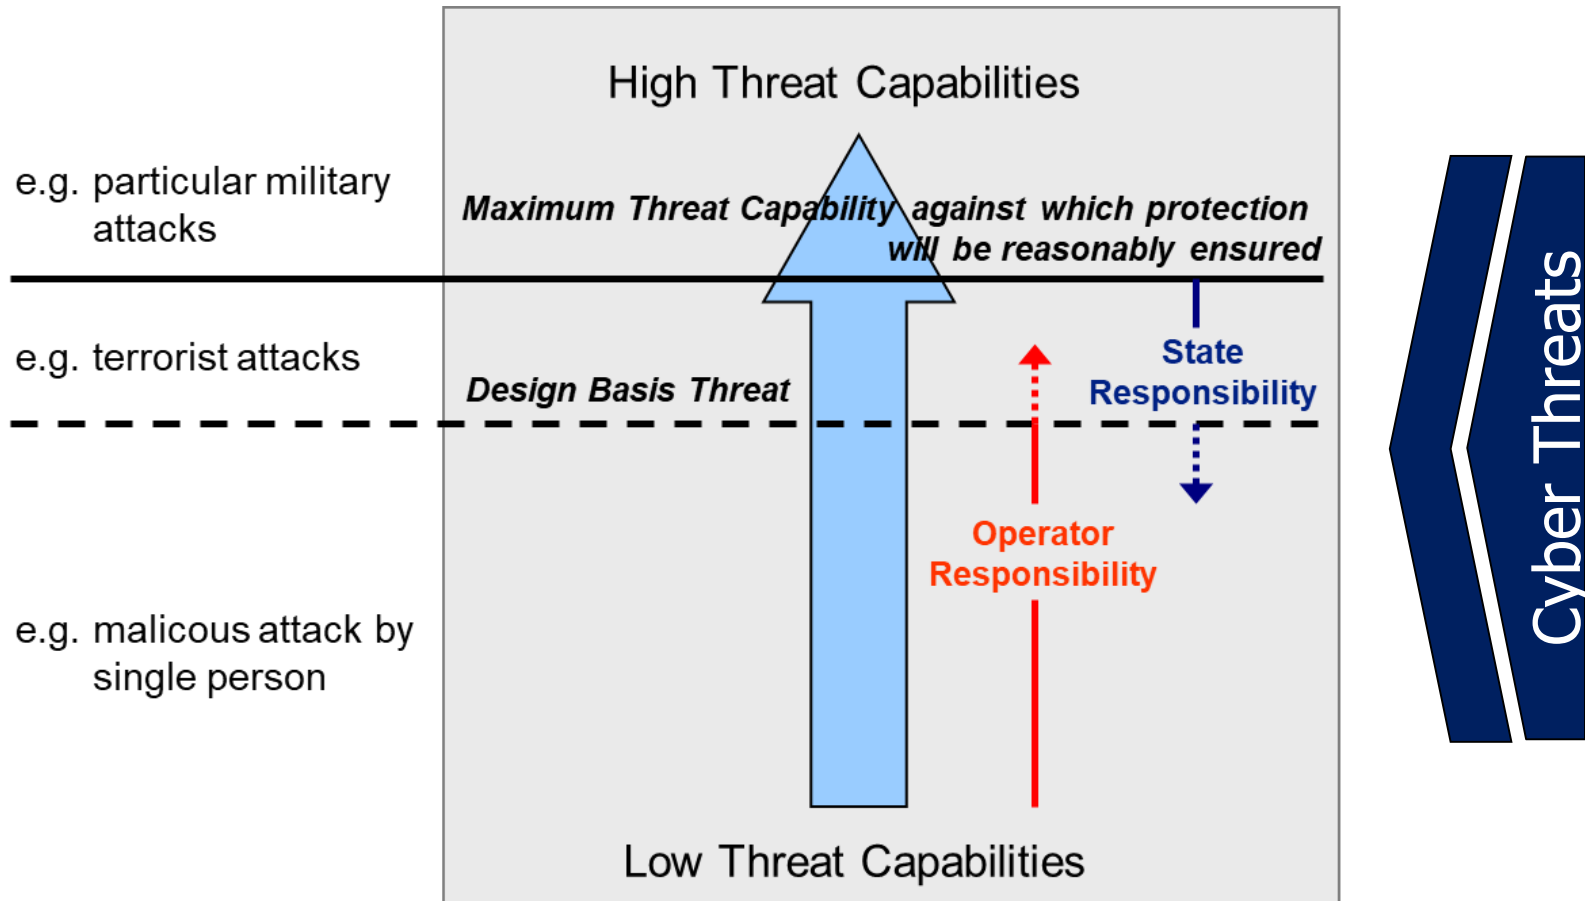 High Threat Capabilities
e.g. particular military
attacks
Maximum Threat Capability against which protection
will be reasonably ensured
e.g. terrorist attacks
State
Responsibility
Design Basis Threat
Operator
Responsibility
e.g. malicous attack by
single person
Low Threat Capabilities
Cyber Threats